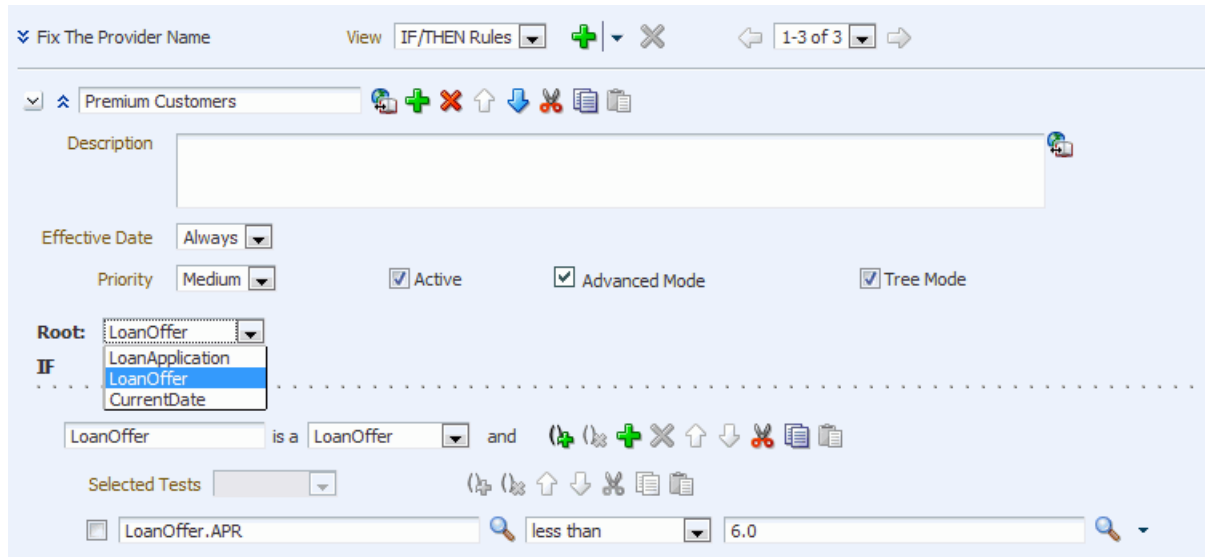 Fix The Provider Name View IF/THEN Rules 1-3 of 3
Premium Customers
Description
Effective Date Always
Priority Medium Active Advanced Mode Tree Mode
Root: LoanOffer
LoanApplication
IF
LoanOffer
CurrentDate
LoanOffer is a LoanOffer and
Selected Tests
LoanOffer.APR less than 6.0